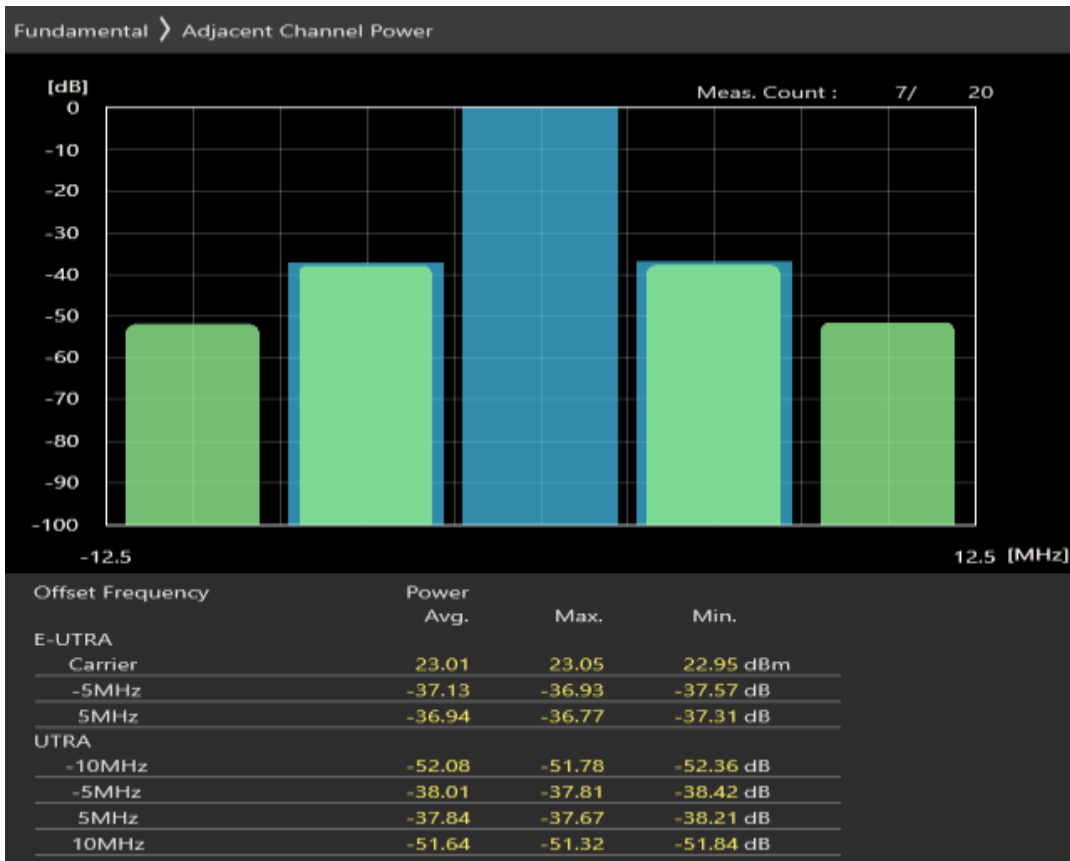 Fundamental ❯ Adjacent Channel Power
[dB]
Meas. Count : 7/ 20
0
-10
-20
-30
-40
-50
-60
-70
-80
-90
-100
-12.5 12.5 [MHz]
Offset Frequency Power
Avg. Max. Min.
E-UTRA
Carrier 23.01 23.05 22.95 dBm
-5MHz -37.13 -36.93 -37.57 dB
5MHz -36.94 -36.77 -37.31 dB
UTRA
-10MHz -52.08 -51.78 -52.36 dB
-5MHz -38.01 -37.81 -38.42 dB
5MHz -37.84 -37.67 -38.21 dB
10MHz -51.64 -51.32 -51.84 dB